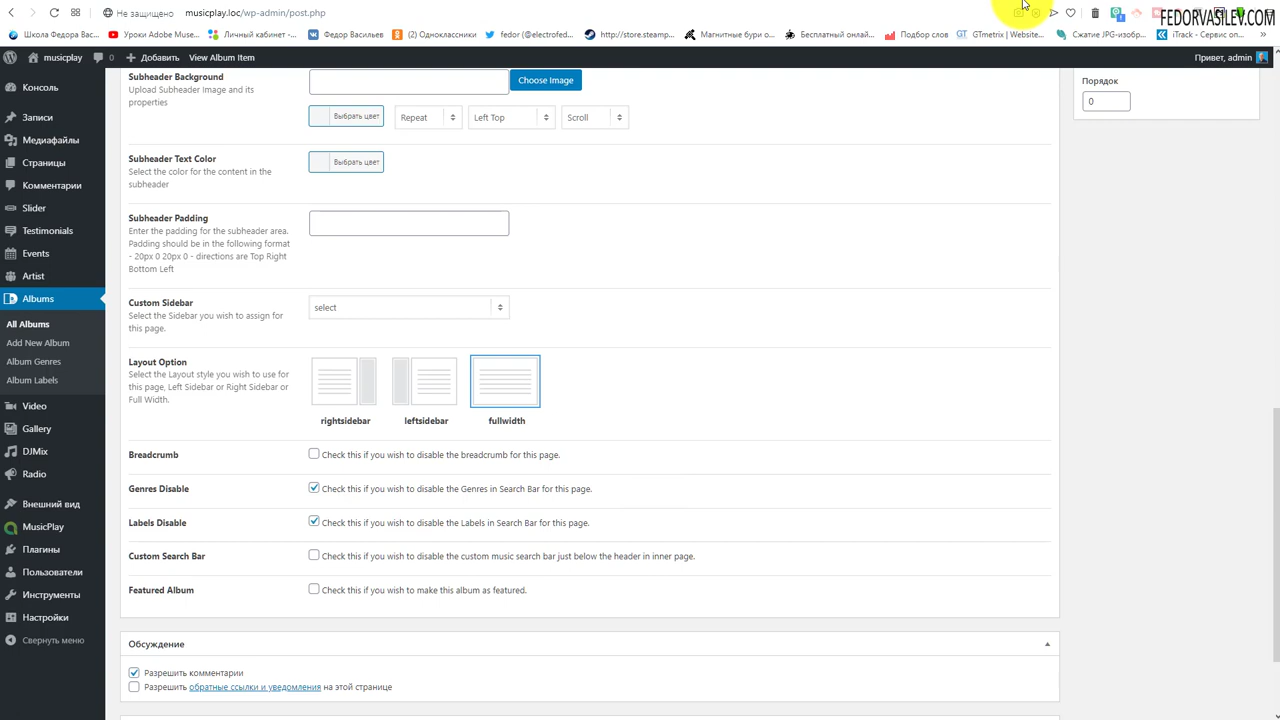 Не защищено
musicplay.loc/wp-admin/post.php
FEDORVASILEV.COM
Школа Федора Вас...
Уроки Adobe Muse...
Личный кабинет -...
Федор Васильев
(2) Одноклассники
fedor (@electrofed...
http://store.steamp...
Магнитные бури о...
Бесплатный онлай...
Подбор слов
GTmetrix | Website...
Сжатие JPG-изобр...
iTrack - Сервис оп...
»
musicplay
0
Добавить
View Album Item
Привет, admin
Консоль
Записи
Медиафайлы
Страницы
Комментарии
Slider
Testimonials
Events
Artist
Albums
All Albums
Add New Album
Album Genres
Album Labels
Video
Gallery
DJMix
Radio
Внешний вид
MusicPlay
Плагины
Пользователи
Инструменты
Настройки
Свернуть меню
Subheader Background
Upload Subheader Image and its
properties
Choose Image
Выбрать цвет
Repeat
Left Top
Scroll
Subheader Text Color
Select the color for the content in the
subheader
Выбрать цвет
Subheader Padding
Enter the padding for the subheader area.
Padding should be in the following format
- 20px 0 20px 0 - directions are Top Right
Bottom Left
Custom Sidebar
Select the Sidebar you wish to assign for
this page.
select
Layout Option
Select the Layout style you wish to use for
this page, Left Sidebar or Right Sidebar or
Full Width.
rightsidebar
leftsidebar
fullwidth
Breadcrumb
Check this if you wish to disable the breadcrumb for this page.
Genres Disable
Check this if you wish to disable the Genres in Search Bar for this page.
Labels Disable
Check this if you wish to disable the Labels in Search Bar for this page.
Custom Search Bar
Check this if you wish to disable the custom music search bar just below the header in inner page.
Featured Album
Check this if you wish to make this album as featured.
Обсуждение
Разрешить комментарии
Разрешить обратные ссылки и уведомления на этой странице
Порядок
0